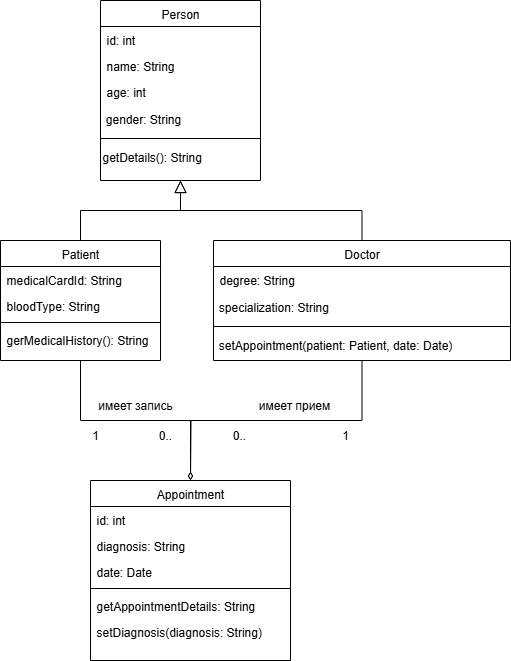 Person
id: int
name: String
age: int
gender: String
getDetails(): String
Patient
medicalCardId: String
bloodType: String
gerMedicalHistory(): String
Doctor
degree: String
specialization: String
setAppointment(patient: Patient, date: Date)
имеет запись
имеет прием
1
0..
0..
1
Appointment
id: int
diagnosis: String
date: Date
getAppointmentDetails: String
setDiagnosis(diagnosis: String)